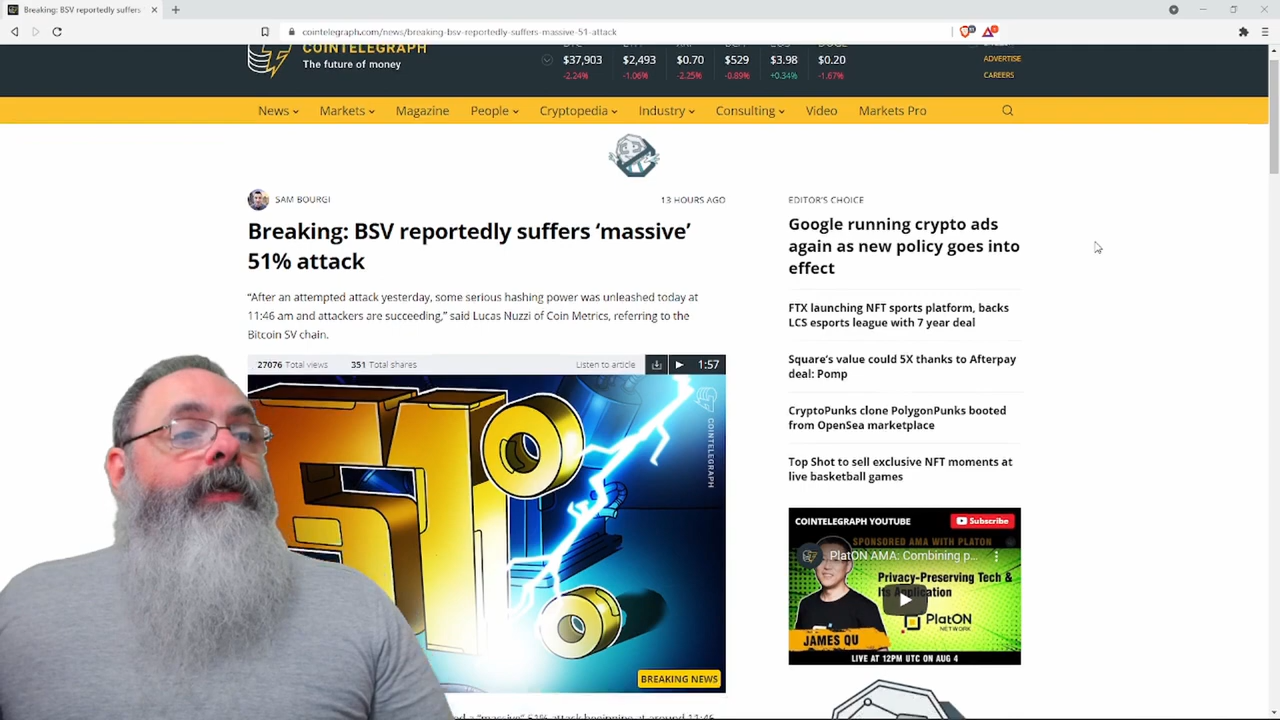 Breaking: BSV reportedly suffers
cointelegraph.com/news/breaking-bsv-reportedly-suffers-massive-51-attack
COINTELEGRAPH
The future of money
$37,903
$2,493
$0.70
$529
$3.98
$0.20
-2.24%
-1.06%
-2.25%
-0.89%
+0.34%
-1.67%
ADVERTISE
CAREERS
News
Markets
Magazine
People
Cryptopedia
Industry
Consulting
Video
Markets Pro
SAM BOURGI
13 HOURS AGO
Breaking: BSV reportedly suffers ‘massive’
51% attack
“After an attempted attack yesterday, some serious hashing power was unleashed today at
11:46 am and attackers are succeeding,” said Lucas Nuzzi of Coin Metrics, referring to the
Bitcoin SV chain.
27076 Total views
351 Total shares
Listen to article
1:57
51%
COINTELEGRAPH
BREAKING NEWS
EDITOR’S CHOICE
Google running crypto ads
again as new policy goes into
effect
FTX launching NFT sports platform, backs
LCS esports league with 7 year deal
Square’s value could 5X thanks to Afterpay
deal: Pomp
CryptoPunks clone PolygonPunks booted
from OpenSea marketplace
Top Shot to sell exclusive NFT moments at
live basketball games
COINTELEGRAPH YOUTUBE
Subscribe
SPONSORED AMA WITH PLATON
PlatON AMA: Combining p...
Privacy-Preserving Tech &
Its Application
PlatON
NETWORK
JAMES QU
LIVE AT 12PM UTC ON AUG 4